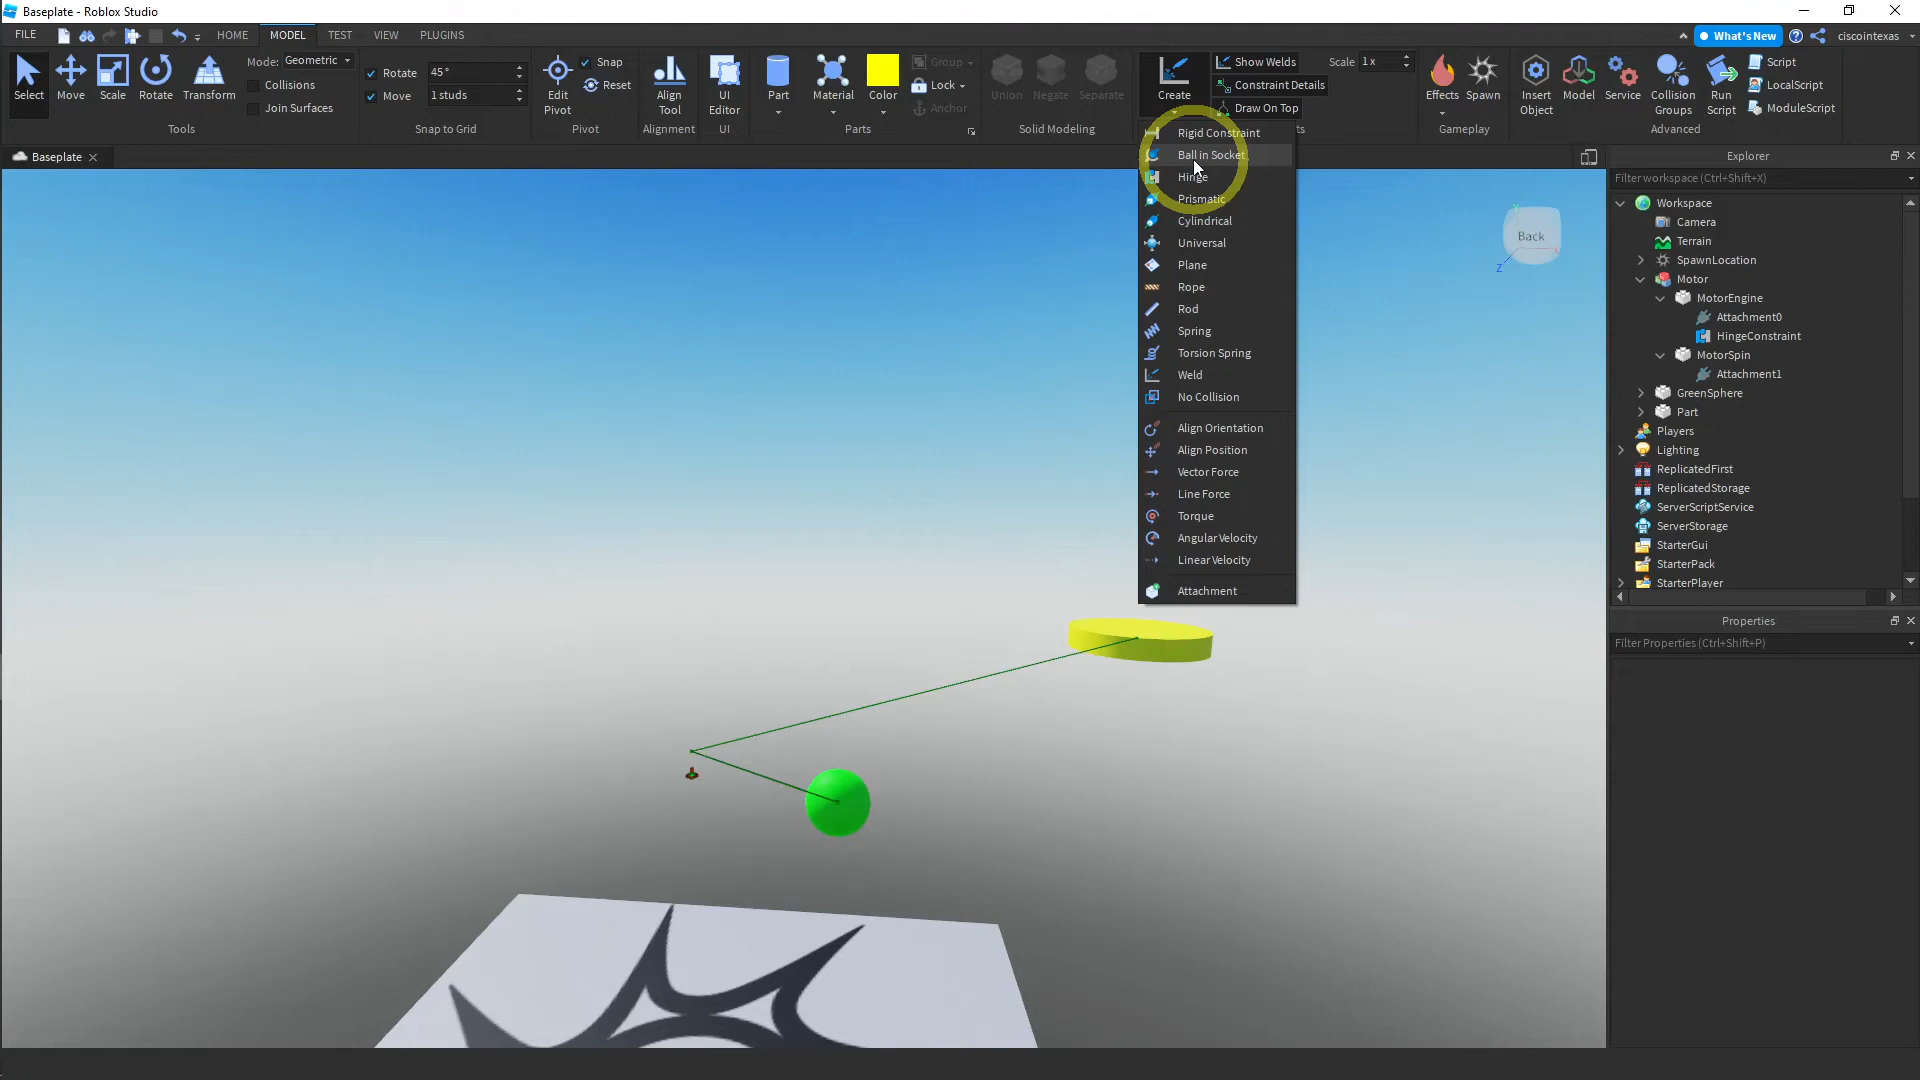 Baseplate - Roblox Studio
FILE
HOME
MODEL
TEST
VIEW
PLUGINS
What's New
ciscointexas
Select
Move
Scale
Rotate
Transform
Mode:
Geometric
Collisions
Join Surfaces
Tools
Rotate
45°
Move
1 studs
Snap to Grid
Edit
Pivot
Snap
Reset
Pivot
Align
Tool
Alignment
UI
Editor
UI
Part
Material
Color
Group
Lock
Anchor
Parts
Union
Negate
Separate
Solid Modeling
Create
Show Welds
Constraint Details
Draw On Top
Scale
1 x
ts
Effects
Spawn
Gameplay
Insert
Object
Model
Service
Collision
Groups
Run
Script
Script
LocalScript
ModuleScript
Advanced
Baseplate
Rigid Constraint
Ball in Socket
Hinge
Prismatic
Cylindrical
Universal
Plane
Rope
Rod
Spring
Torsion Spring
Weld
No Collision
Align Orientation
Align Position
Vector Force
Line Force
Torque
Angular Velocity
Linear Velocity
Attachment
Back
Y
X
Z
Explorer
Filter workspace (Ctrl+Shift+X)
Workspace
Camera
Terrain
SpawnLocation
Motor
MotorEngine
Attachment0
HingeConstraint
MotorSpin
Attachment1
GreenSphere
Part
Players
Lighting
ReplicatedFirst
ReplicatedStorage
ServerScriptService
ServerStorage
StarterGui
StarterPack
StarterPlayer
Properties
Filter Properties (Ctrl+Shift+P)